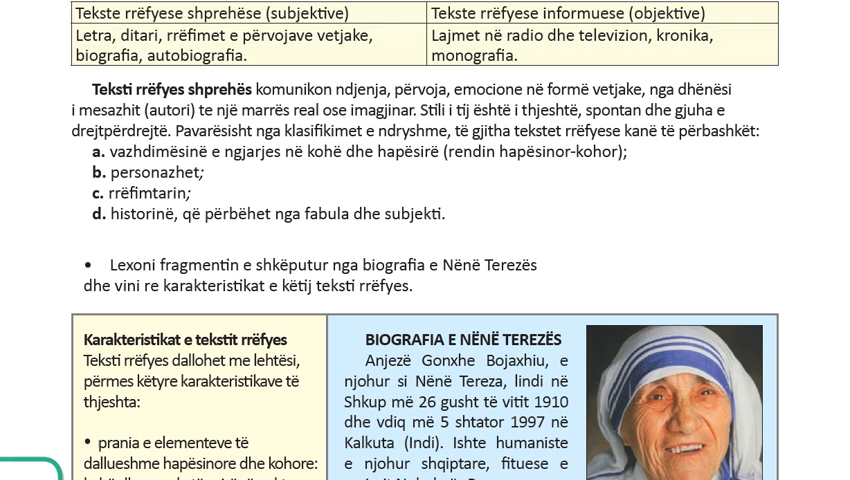 Tekste rrëfyese shprehëse (subjektive)
Tekste rrëfyese informuese (objektive)
Letra, ditari, rrëfimet e përvojave vetjake,
biografia, autobiografia.
Lajmet në radio dhe televizion, kronika,
monografia.
Teksti rrëfyes shprehës komunikon ndjenja, përvoja, emocione në formë vetjake, nga dhënësi
i mesazhit (autori) te një marrës real ose imagjinar. Stili i tij është i thjeshtë, spontan dhe gjuha e
drejtpërdrejtë. Pavarësisht nga klasifikimet e ndryshme, të gjitha tekstet rrëfyese kanë të përbashkët:
a. vazhdimësinë e ngjarjes në kohë dhe hapësirë (rendin hapësinor-kohor);
b. personazhet;
c. rrëfimtarin;
d. historinë, që përbëhet nga fabula dhe subjekti.
• Lexoni fragmentin e shkëputur nga biografia e Nënë Terezës
dhe vini re karakteristikat e këtij teksti rrëfyes.
Karakteristikat e tekstit rrëfyes
Teksti rrëfyes dallohet me lehtësi,
përmes këtyre karakteristikave të
thjeshta:
• prania e elementeve të
dallueshme hapësinore dhe kohore:
BIOGRAFIA E NËNË TEREZËS
Anjezë Gonxhe Bojaxhiu, e
njohur si Nënë Tereza, lindi në
Shkup më 26 gusht të vitit 1910
dhe vdiq më 5 shtator 1997 në
Kalkuta (Indi). Ishte humaniste
e njohur shqiptare, fituese e